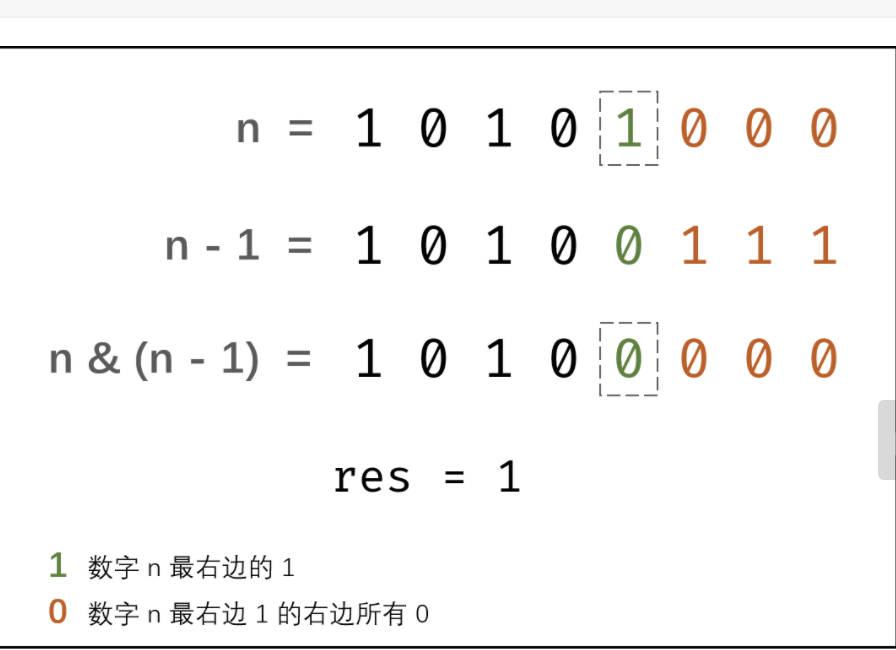 n = 1 0 1 0 1 0 0 0
n - 1 = 1 0 1 0 0 1 1 1
n & (n - 1) = 1 0 1 0 0 0 0 0
res = 1
1 数字 n 最右边的 1
0 数字 n 最右边 1 的右边所有 0